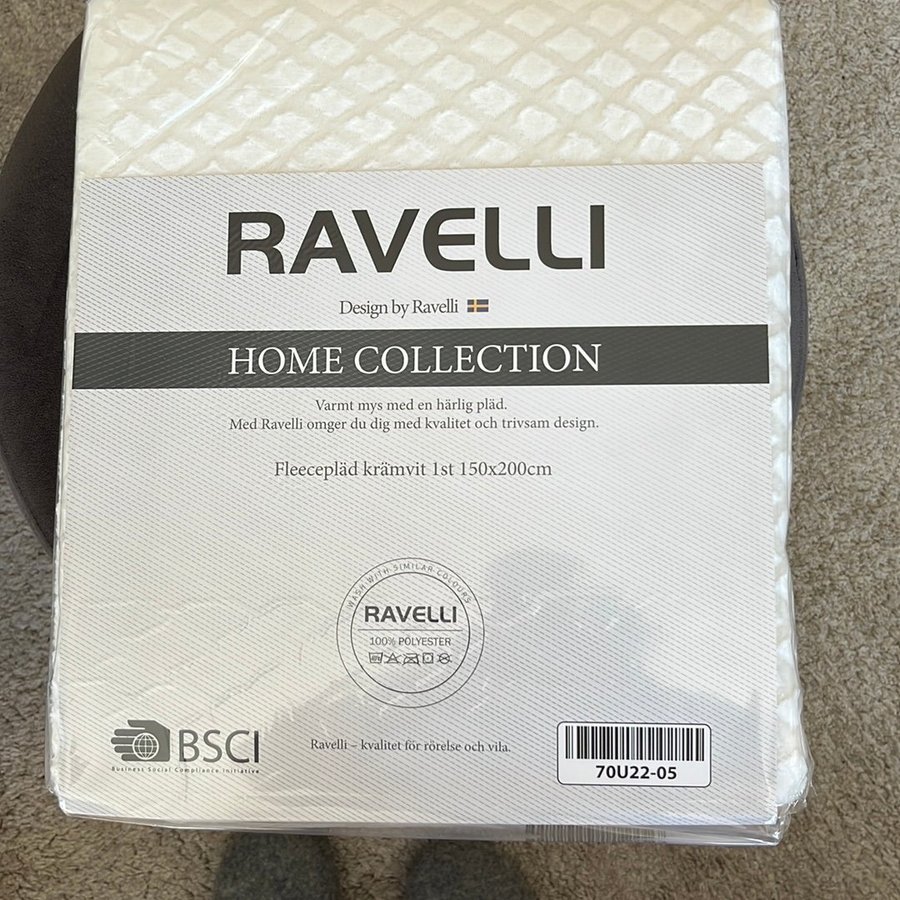 RAVELLI
Design by Ravelli
HOME COLLECTION
Varmt mys med en härlig pläd.
Med Ravelli omger du dig med kvalitet och trivsam design.
Fleecepläd krämvit 1st 150x200cm
WASH WITH SIMILAR COLOURS
RAVELLI
100% POLYESTER
BSCI
Business Social Compliance Initiative
Ravelli – kvalitet för rörelse och vila.
70U22-05